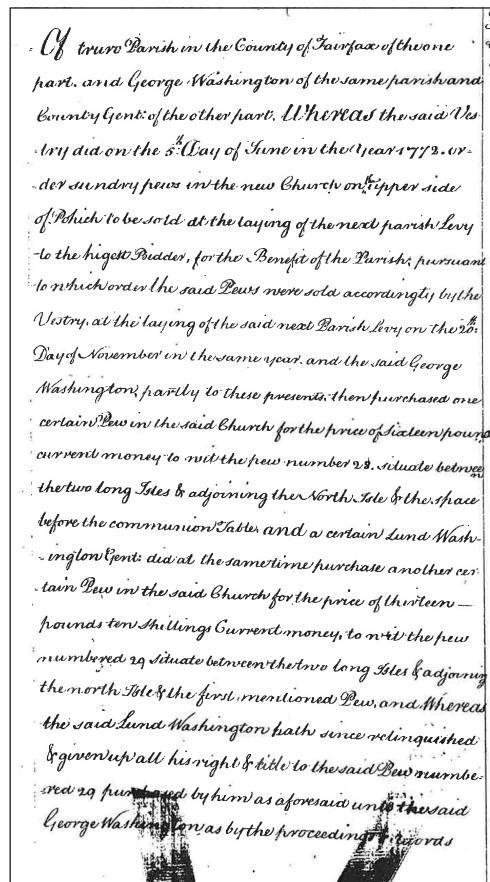 Of truro Parish in the County of Fairfax of the one
part. and George Washington of the same parish and
County Gent: of the other part. Whereas the said Ves-
try did on the 5th: Day of June in the Year 1772. or-
der sundry pews in the new Church on ye upper side
of Pohick to be sold at the laying of the next parish Levy
to the higest Bidder, for the Benefit of the Parish; pursuant
to which order the said Pews were sold accordingly by the
Vestry, at the laying of the said next Parish Levy on the 20th:
Day of November in the same year. and the said George
Washington, partly to these presents, then purchased one
certain Pew in the said Church for the price of Sixteen pound
current money to wit the pew number 28. situate between
the two long Isles & adjoining the North Isle & the space
before the communion Table. and a certain Lund Wash-
-ington Gent: did at the same time purchase another cer-
tain Pew in the said Church for the price of thirteen —
pounds ten shillings Current money, to wit the pew
numbered 29 situate between the two long Isles & adjoining
the north Isle & the first mentioned Pew. and Whereas
the said Lund Washington hath since relinquished
& given up all his right & title to the said Pew numbe-
red 29 purchased by him as aforesaid unto the said
George Washington as by the proceedings & records